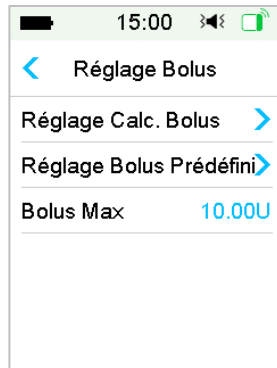 15:00
Réglage Bolus
Réglage Calc. Bolus
Réglage Bolus Prédéfini
Bolus Max 10.00U